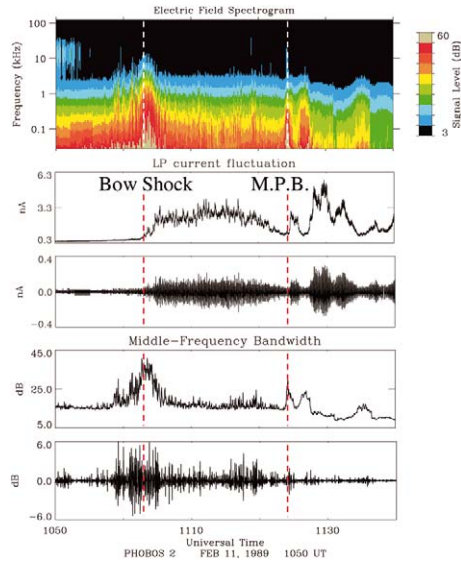 Electric Field Spectrogram
Frequency (kHz)
100
10
1
0.1
60
3
Signal Level (dB)
LP current fluctuation
Bow Shock
M.P.B.
nA
6.3
3.3
0.3
nA
0.4
0.0
-0.4
Middle-Frequency Bandwidth
dB
45.0
25.0
5.0
dB
6.0
0.0
-6.0
1050 1110 1130
Universal Time
PHOBOS 2 FEB 11, 1989 1050 UT